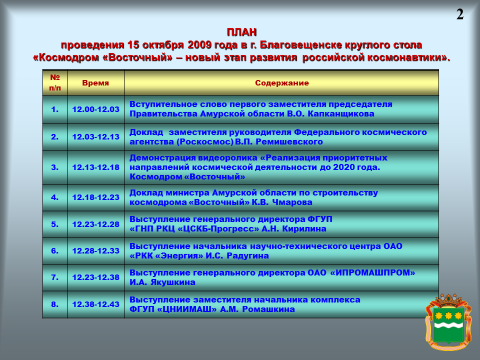 2
ПЛАН
проведения 15 октября 2009 года в г. Благовещенске круглого стола
«Космодром «Восточный» – новый этап развития российской космонавтики».
№ п/п Время Содержание
1. 12.00-12.03 Вступительное слово первого заместителя председателя
Правительства Амурской области В.О. Капканщикова
2. 12.03-12.13 Доклад заместителя руководителя Федерального космического
агентства (Роскосмос) В.П. Ремишевского
3. 12.13-12.18 Демонстрация видеоролика «Реализация приоритетных
направлений космической деятельности до 2020 года.
Космодром «Восточный»
4. 12.18-12.23 Доклад министра Амурской области по строительству
космодрома «Восточный» К.В. Чмарова
5. 12.23-12.28 Выступление генерального директора ФГУП
«ГНП РКЦ «ЦСКБ-Прогресс» А.Н. Кирилина
6. 12.28-12.33 Выступление начальника научно-технического центра ОАО
«РКК «Энергия» И.С. Радугина
7. 12.23-12.38 Выступление генерального директора ОАО «ИПРОМАШПРОМ»
И.А. Якушкина
8. 12.38-12.43 Выступление заместителя начальника комплекса
ФГУП «ЦНИИМАШ» А.М. Ромашкина